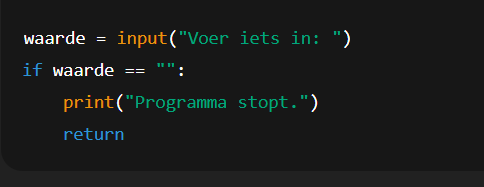 waarde = input("Voer iets in: ")
if waarde == "":
    print("Programma stopt.")
    return